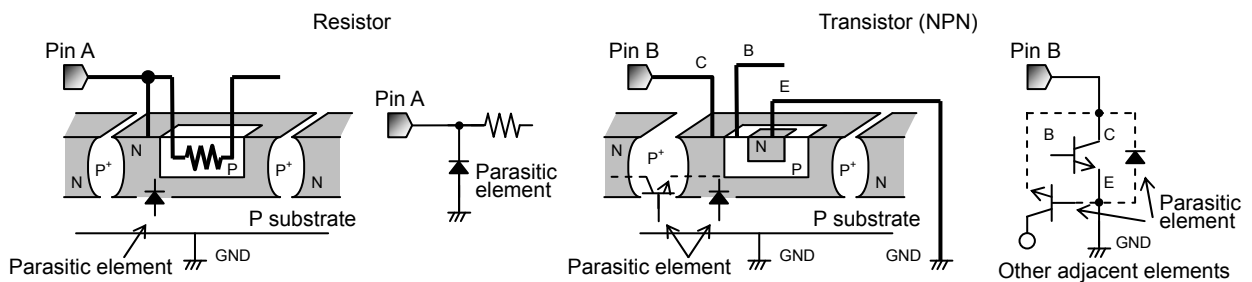 Resistor
Transistor (NPN)
Pin A
Pin B
C
B
E
Pin B
Pin A
N
N
P+
P
P+
N
Parasitic
element
N
P+
N
P
P+
N
B
C
E
Parasitic
element
P substrate
P substrate
Parasitic element
GND
Parasitic element
GND
GND
GND
Other adjacent elements